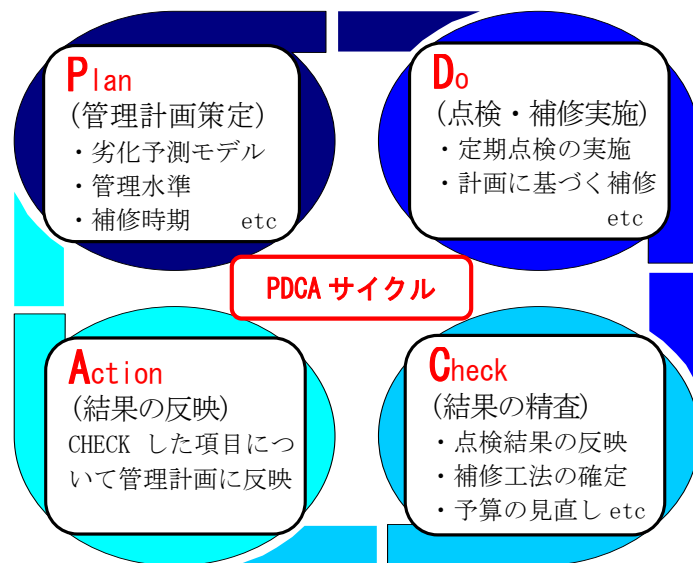 Plan
(管理計画策定)
・劣化予測モデル
・管理水準
・補修時期 etc
Do
(点検・補修実施)
・定期点検の実施
・計画に基づく補修
etc
PDCA サイクル
Action
(結果の反映)
CHECK した項目につ
いて管理計画に反映
Check
(結果の精査)
・点検結果の反映
・補修工法の確定
・予算の見直し etc